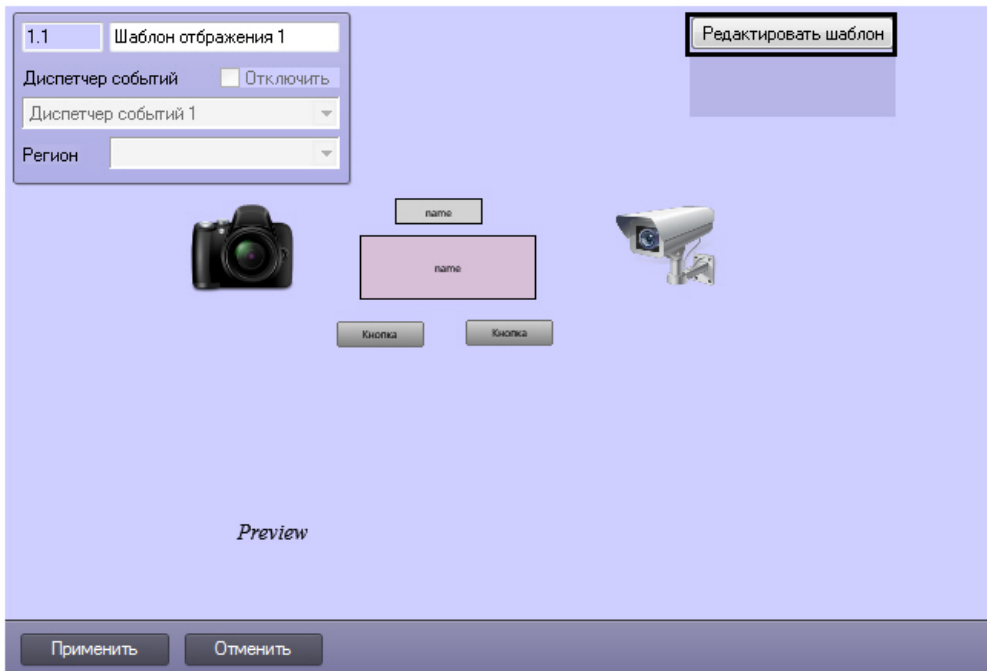 1.1 Шаблон отбражения 1
Редактировать шаблон
Диспетчер событий Отключить
Диспетчер событий 1
Регион
name
name
Кнопка Кнопка
Preview
Применить Отменить